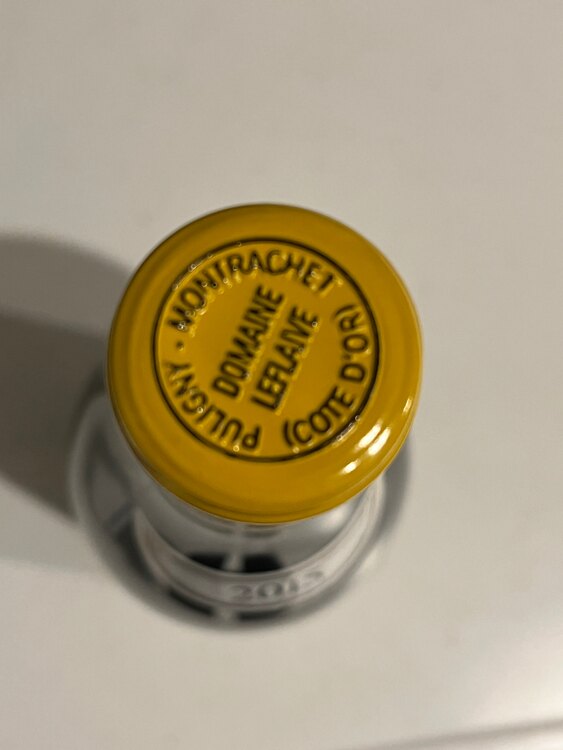 PULIGNY - MONTRACHET
(COTE D'OR)
DOMAINE
LEFLAIVE
2015